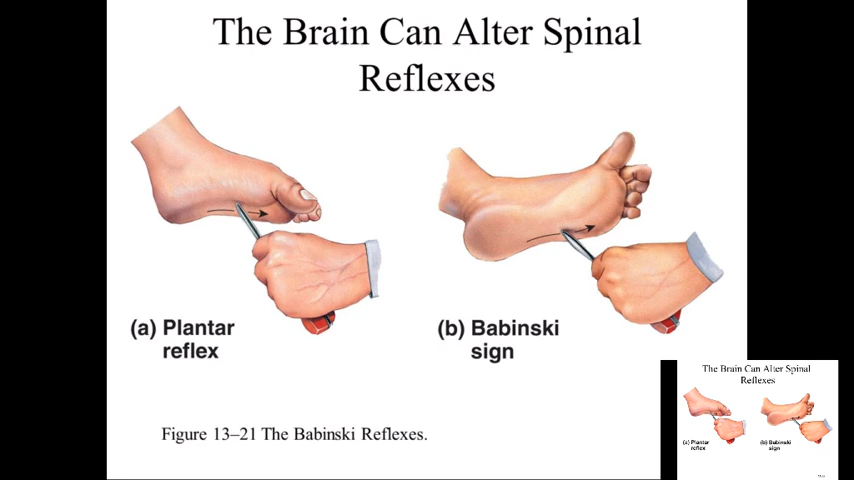 The Brain Can Alter Spinal
Reflexes
(a) Plantar
reflex
(b) Babinski
sign
Figure 13–21 The Babinski Reflexes.
The Brain Can Alter Spinal
Reflexes
(a) Plantar
reflex
(b) Babinski
sign